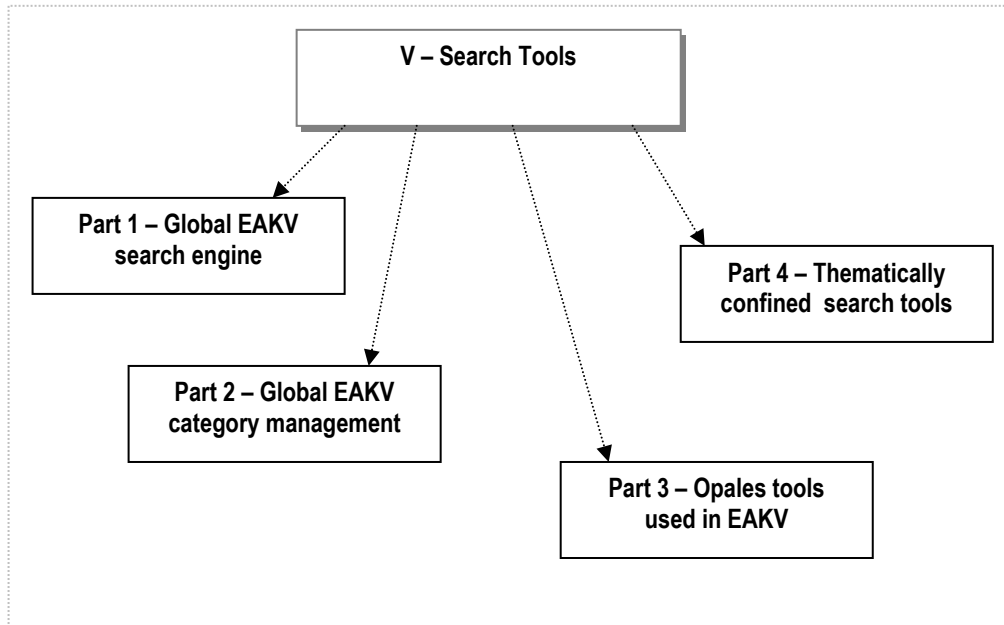 V – Search Tools
Part 1 – Global EAKV
search engine
Part 2 – Global EAKV
category management
Part 3 – Opales tools
used in EAKV
Part 4 – Thematically
confined search tools